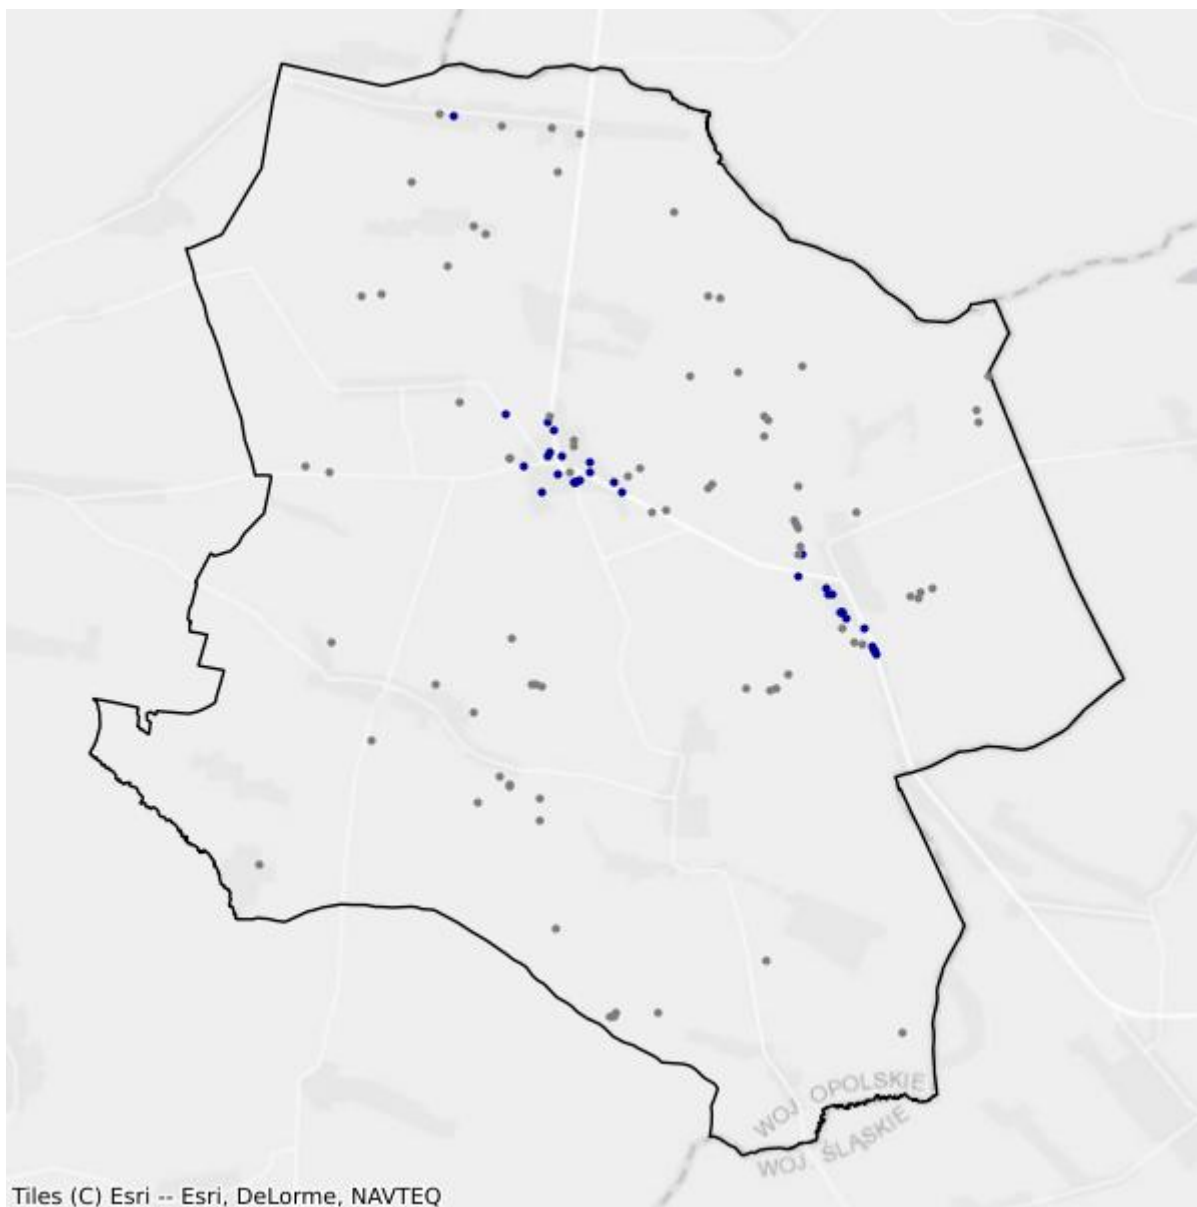 WOJ. OPOLSKIE
WOJ. ŚLĄSKIE
Tiles (C) Esri -- Esri, DeLorme, NAVTEQ